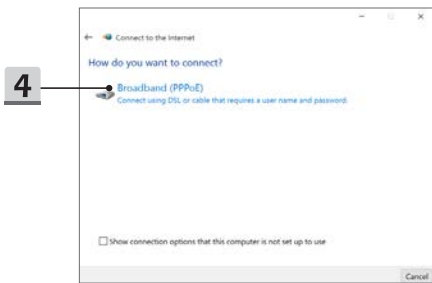 Connect to the Internet
How do you want to connect?
4
Broadband (PPPoE)
Connect using DSL or cable that requires a user name and password.
Show connection options that this computer is not set up to use
Cancel